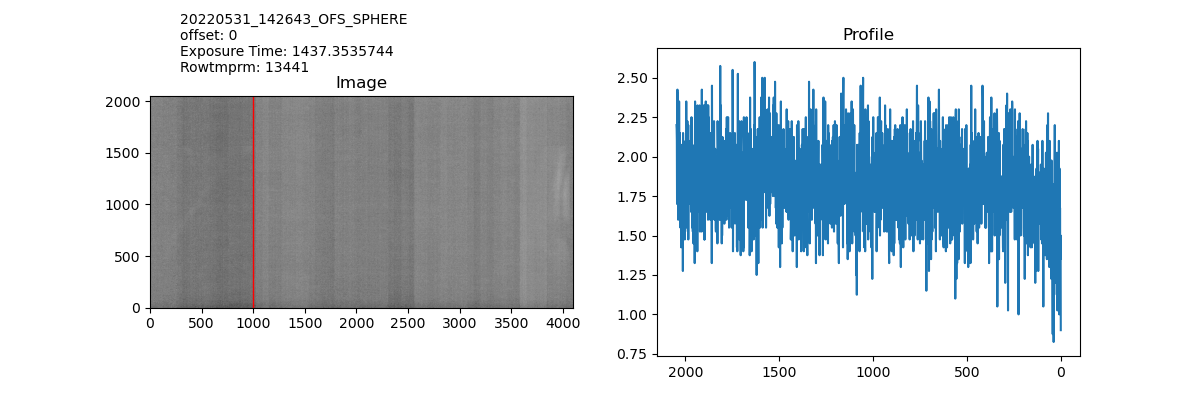 20220531_142643_OFS_SPHERE
offset: 0
Exposure Time: 1437.3535744
Rowtmprm: 13441
Image
2000
1500
1000
500
0
0 500 1000 1500 2000 2500 3000 3500 4000
Profile
2.50
2.25
2.00
1.75
1.50
1.25
1.00
0.75
2000 1500 1000 500 0